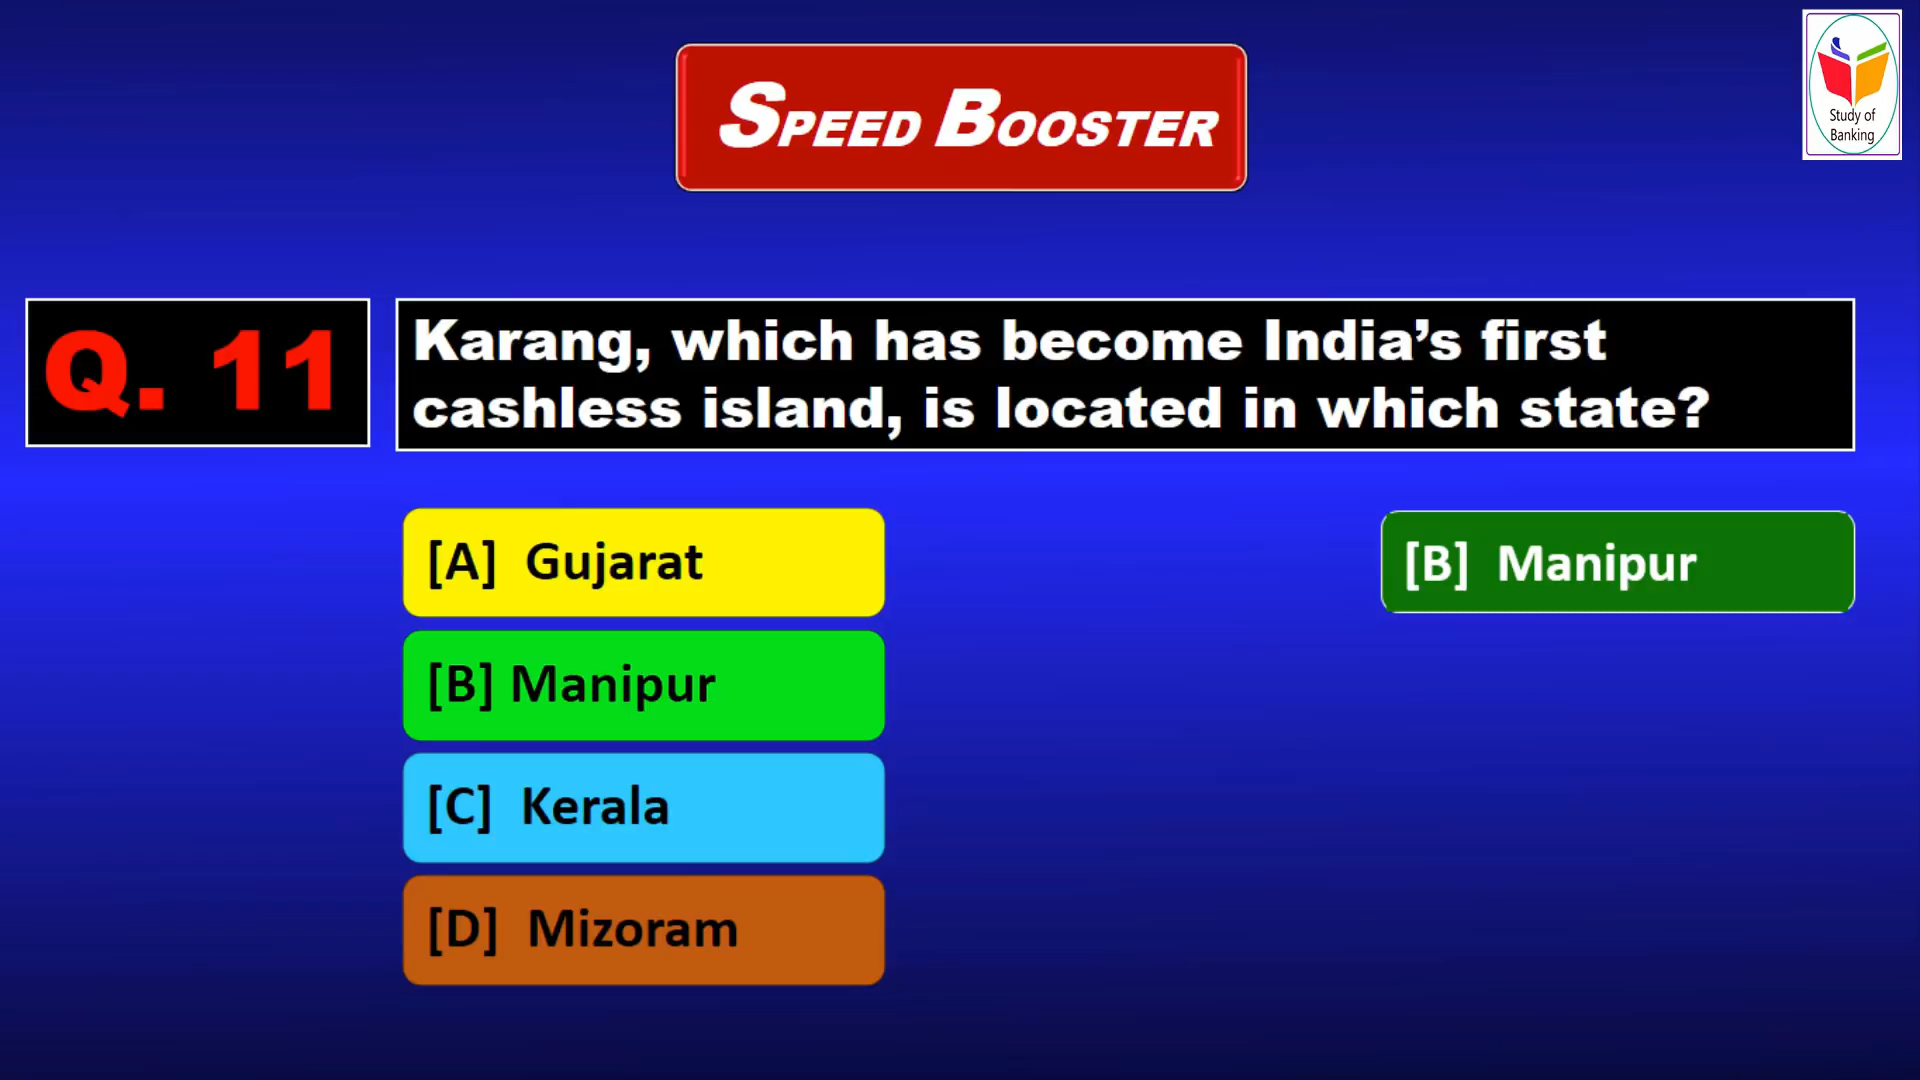 SPEED BOOSTER
Study of
Banking
Q. 11
Karang, which has become India’s first
cashless island, is located in which state?
[A] Gujarat
[B] Manipur
[B] Manipur
[C] Kerala
[D] Mizoram